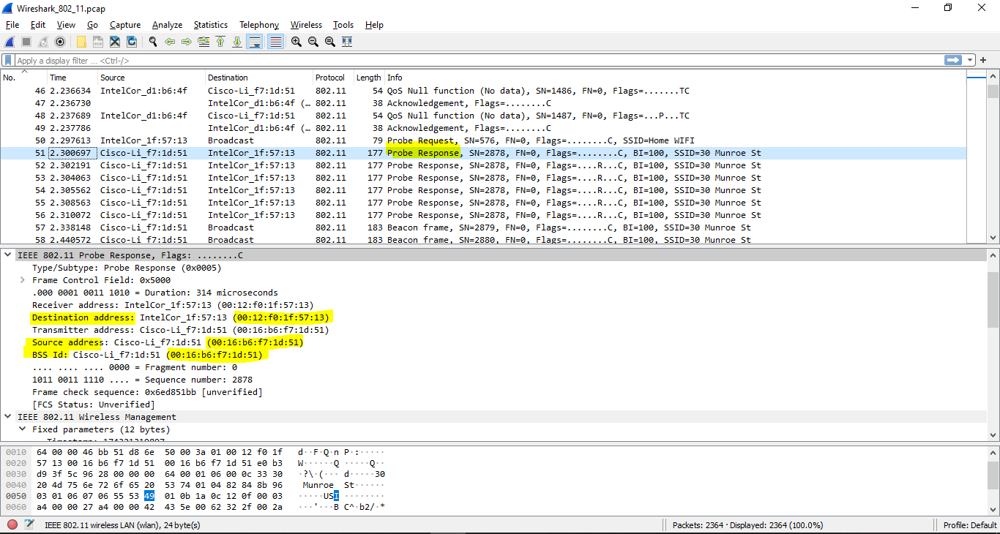 Wireshark_802_11.pcap
File Edit View Go Capture Analyze Statistics Telephony Wireless Tools Help
Apply a display filter ... <Ctrl-/>
No. Time Source Destination Protocol Length Info
46 2.236634 IntelCor_d1:b6:4f Cisco-Li_f7:1d:51 802.11 54 QoS Null function (No data), SN=1486, FN=0, Flags=.......TC
47 2.236730 IntelCor_d1:b6:4f (… 802.11 38 Acknowledgement, Flags=........C
48 2.237689 IntelCor_d1:b6:4f Cisco-Li_f7:1d:51 802.11 54 QoS Null function (No data), SN=1487, FN=0, Flags=...P...TC
49 2.237786 IntelCor_d1:b6:4f (… 802.11 38 Acknowledgement, Flags=........C
50 2.297613 IntelCor_1f:57:13 Broadcast 802.11 79 Probe Request, SN=576, FN=0, Flags=........C, SSID=Home WIFI
51 2.300697 Cisco-Li_f7:1d:51 IntelCor_1f:57:13 802.11 177 Probe Response, SN=2878, FN=0, Flags=........C, BI=100, SSID=30 Munroe St
52 2.302191 Cisco-Li_f7:1d:51 IntelCor_1f:57:13 802.11 177 Probe Response, SN=2878, FN=0, Flags=....R...C, BI=100, SSID=30 Munroe St
53 2.304063 Cisco-Li_f7:1d:51 IntelCor_1f:57:13 802.11 177 Probe Response, SN=2878, FN=0, Flags=....R...C, BI=100, SSID=30 Munroe St
54 2.305562 Cisco-Li_f7:1d:51 IntelCor_1f:57:13 802.11 177 Probe Response, SN=2878, FN=0, Flags=....R...C, BI=100, SSID=30 Munroe St
55 2.308563 Cisco-Li_f7:1d:51 IntelCor_1f:57:13 802.11 177 Probe Response, SN=2878, FN=0, Flags=....R...C, BI=100, SSID=30 Munroe St
56 2.310072 Cisco-Li_f7:1d:51 IntelCor_1f:57:13 802.11 177 Probe Response, SN=2878, FN=0, Flags=....R...C, BI=100, SSID=30 Munroe St
57 2.338148 Cisco-Li_f7:1d:51 Broadcast 802.11 183 Beacon frame, SN=2879, FN=0, Flags=........C, BI=100, SSID=30 Munroe St
58 2.440572 Cisco-Li_f7:1d:51 Broadcast 802.11 183 Beacon frame, SN=2880, FN=0, Flags=........C, BI=100, SSID=30 Munroe St
IEEE 802.11 Probe Response, Flags: ........C
Type/Subtype: Probe Response (0x0005)
Frame Control Field: 0x5000
.000 0001 0011 1010 = Duration: 314 microseconds
Receiver address: IntelCor_1f:57:13 (00:12:f0:1f:57:13)
Destination address: IntelCor_1f:57:13 (00:12:f0:1f:57:13)
Transmitter address: Cisco-Li_f7:1d:51 (00:16:b6:f7:1d:51)
Source address: Cisco-Li_f7:1d:51 (00:16:b6:f7:1d:51)
BSS Id: Cisco-Li_f7:1d:51 (00:16:b6:f7:1d:51)
.... .... .... 0000 = Fragment number: 0
1011 0011 1110 .... = Sequence number: 2878
Frame check sequence: 0x6ed851bb [unverified]
[FCS Status: Unverified]
IEEE 802.11 Wireless Management
Fixed parameters (12 bytes)
0010 64 00 00 46 bb 51 d8 6e 50 00 3a 01 00 12 f0 1f d··F·Q·n P·:·····
0020 57 13 00 16 b6 f7 1d 51 00 16 b6 f7 1d 51 e0 b3 W······Q ·····Q··
0030 d9 3f 5c 96 28 00 00 00 64 00 01 06 00 0c 33 30 ·?\·(··· d·····30
0040 20 4d 75 6e 72 6f 65 20 53 74 01 04 82 84 8b 96 Munroe St······
0050 03 01 06 07 06 55 53 49 01 0b 1a 0c 12 0f 00 03 ·····USI ········
0060 a4 00 00 27 a4 00 00 42 43 5e 00 62 32 2f 00 2a ···'···B C^·b2/·*
IEEE 802.11 wireless LAN (wlan), 24 byte(s) Packets: 2364 · Displayed: 2364 (100.0%) Profile: Default